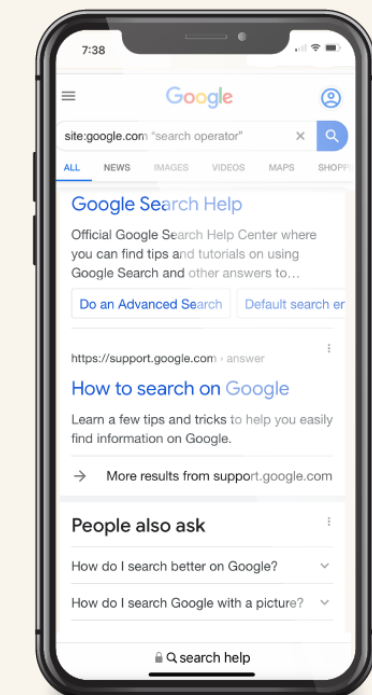 7:38
Google
site:google.com “search operator”
ALL NEWS IMAGES VIDEOS MAPS SHOPP
Google Search Help
Official Google Search Help Center where
you can find tips and tutorials on using
Google Search and other answers to…
Do an Advanced Search Default search en
https://support.google.com › answer
How to search on Google
Learn a few tips and tricks to help you easily
find information on Google.
More results from support.google.com
People also ask
How do I search better on Google?
How do I search Google with a picture?
search help